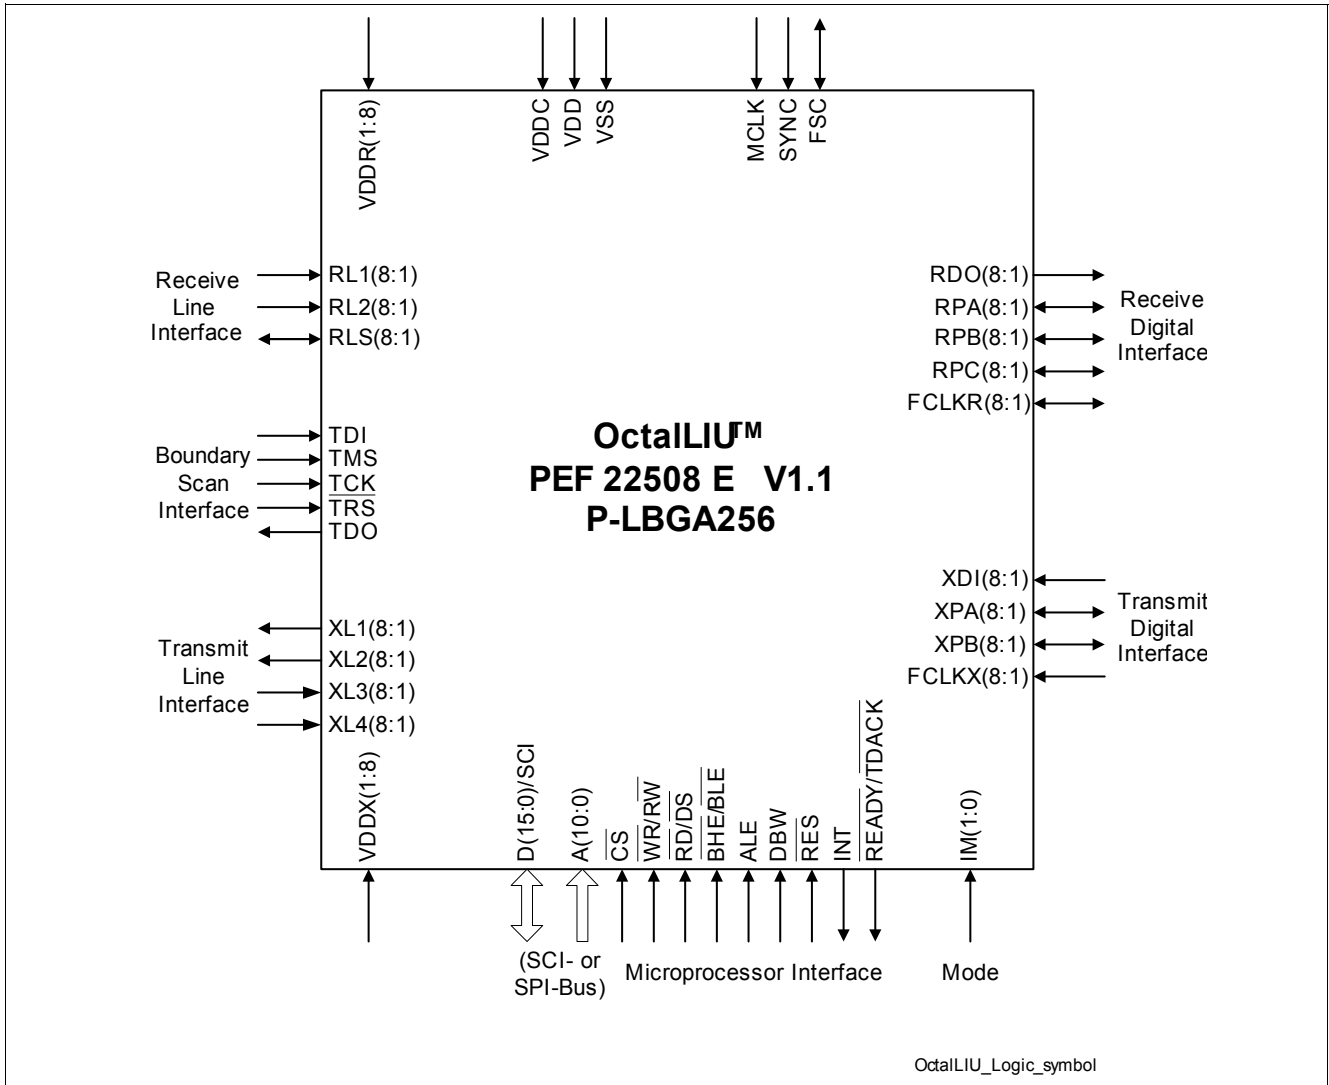 VDDR(1:8)
VDDC
VDD
VSS
MCLK
SYNC
FSC
Receive
Line
Interface
RL1(8:1)
RL2(8:1)
RLS(8:1)
RDO(8:1)
RPA(8:1)
RPB(8:1)
RPC(8:1)
FCLKR(8:1)
Receive
Digital
Interface
Boundary
Scan
Interface
TDI
TMS
TCK
TRS
TDO
OctalLIU™
PEF 22508 E V1.1
P-LBGA256
Transmit
Line
Interface
XL1(8:1)
XL2(8:1)
XL3(8:1)
XL4(8:1)
XDI(8:1)
XPA(8:1)
XPB(8:1)
FCLKX(8:1)
Transmit
Digital
Interface
VDDX(1:8)
D(15:0)/SCI
A(10:0)
CS
WR/RW
RD/DS
BHE/BLE
ALE
DBW
RES
INT
READY/TDACK
IM(1:0)
(SCI- or
SPI-Bus)
Microprocessor Interface
Mode
OctalLIU_Logic_symbol